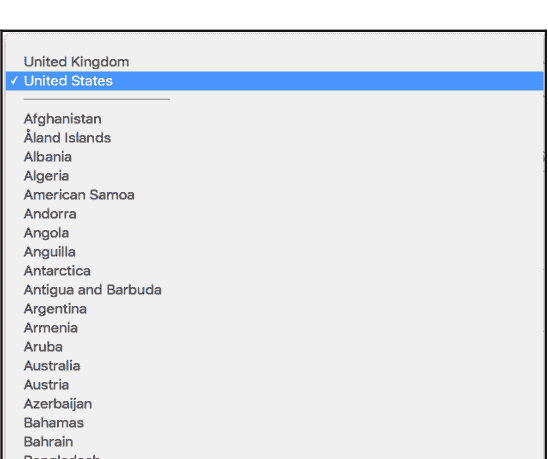 United Kingdom
✓ United States
Afghanistan
Åland Islands
Albania
Algeria
American Samoa
Andorra
Angola
Anguilla
Antarctica
Antigua and Barbuda
Argentina
Armenia
Aruba
Australia
Austria
Azerbaijan
Bahamas
Bahrain